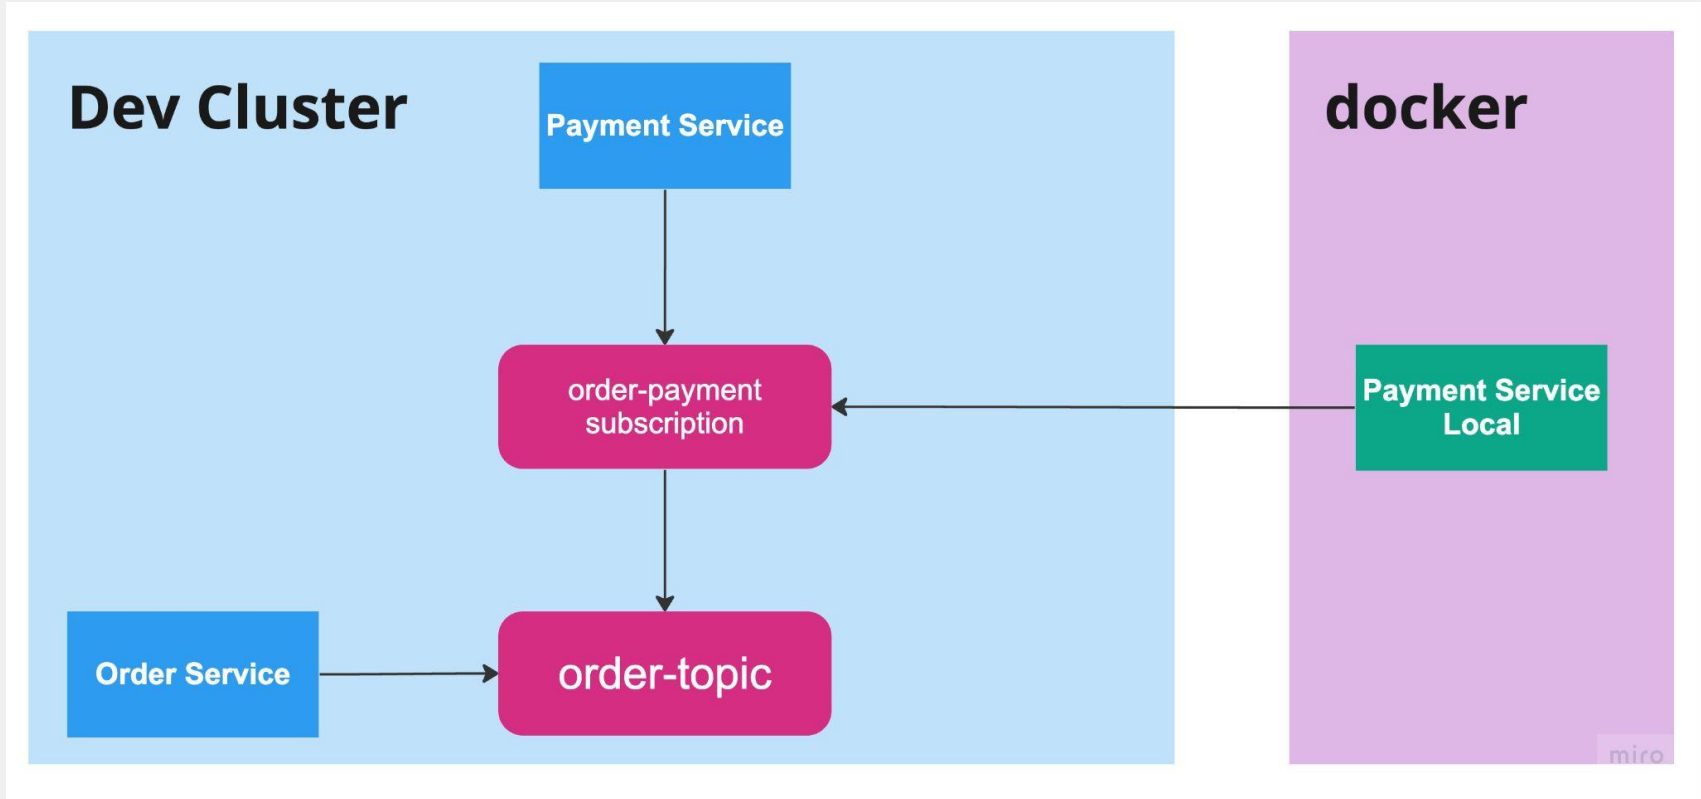 Dev Cluster
docker
Payment Service
order-payment
subscription
Payment Service
Local
Order Service
order-topic
miro